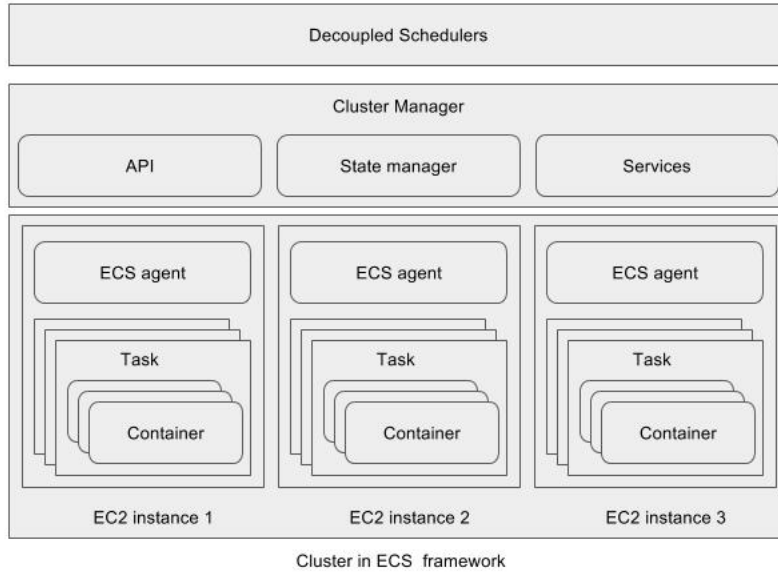 Decoupled Schedulers
Cluster Manager
API
State manager
Services
ECS agent
ECS agent
ECS agent
Task
Task
Task
Container
Container
Container
EC2 instance 1
EC2 instance 2
EC2 instance 3
Cluster in ECS framework